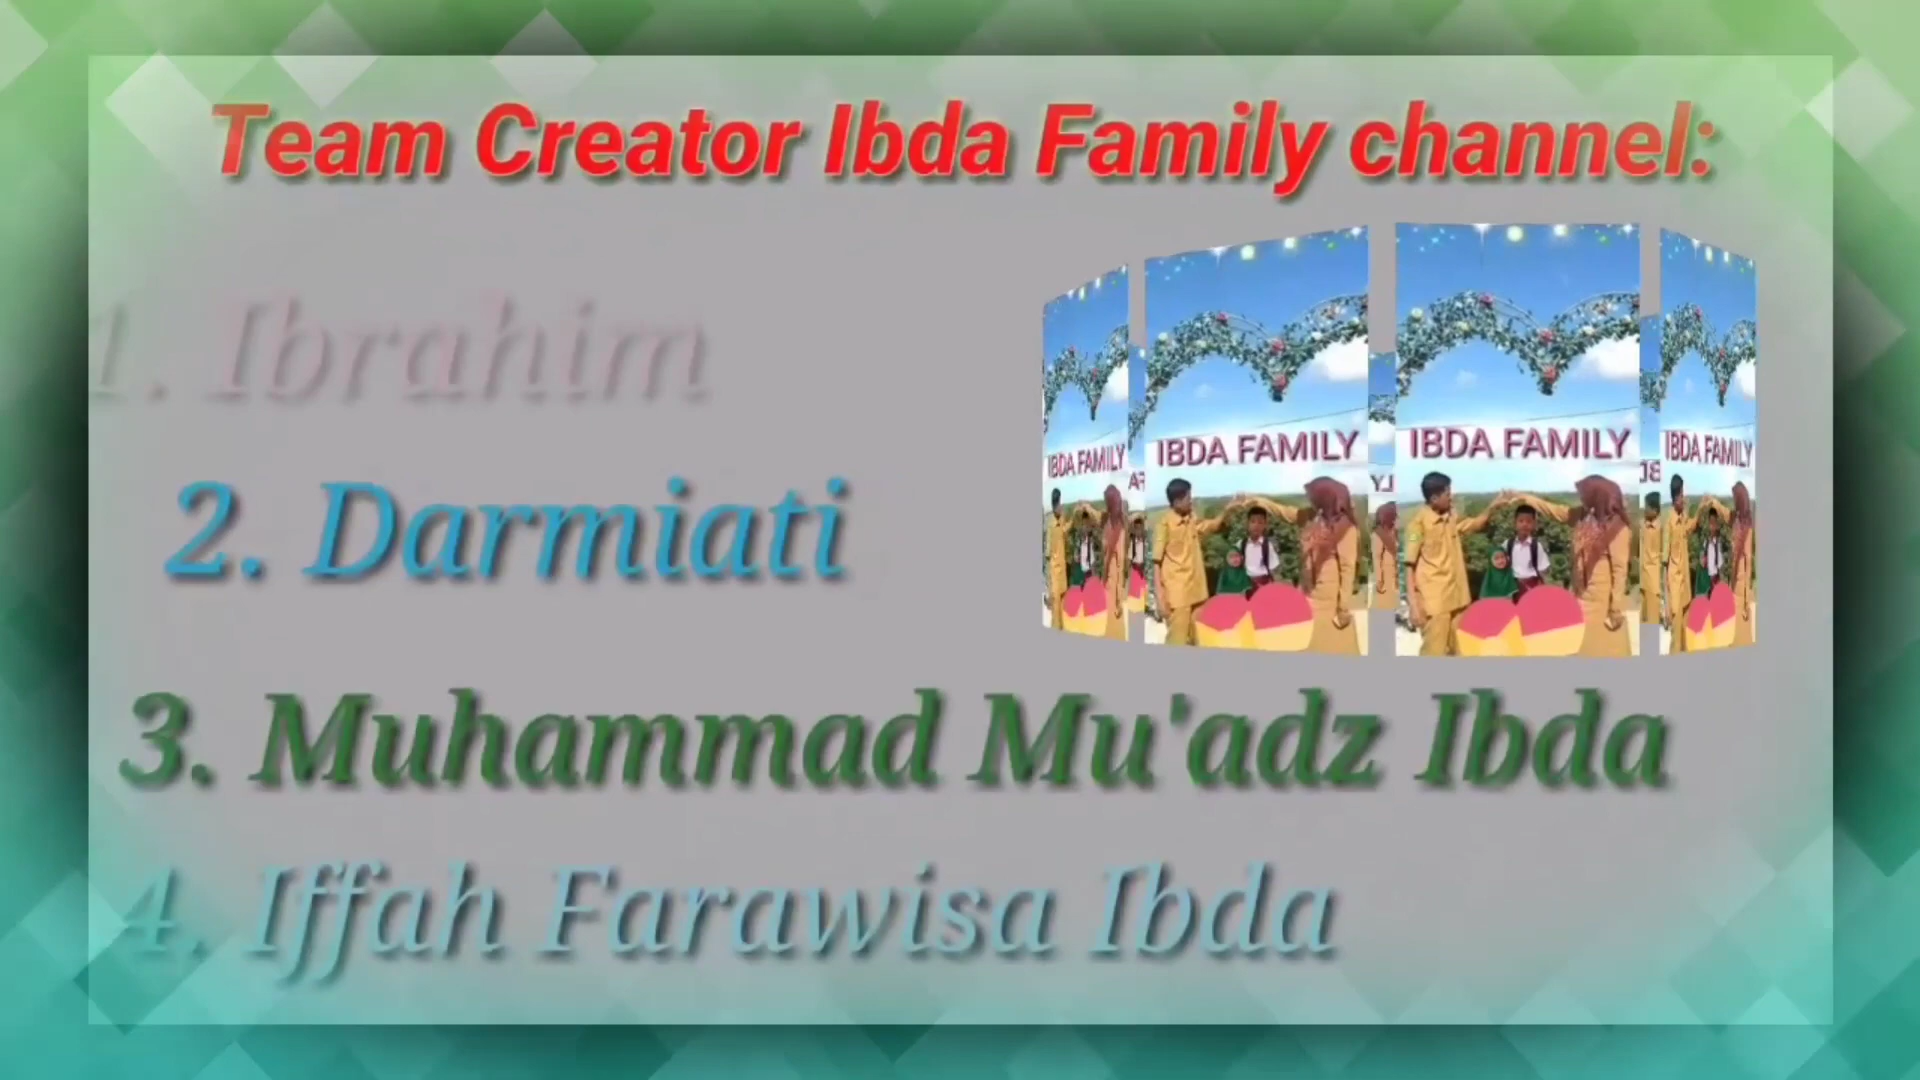 Team Creator Ibda Family channel:
1. Ibrahim
2. Darmiati
3. Muhammad Mu'adz Ibda
4. Iffah Farawisa Ibda
IBDA FAMILY
IBDA FAMILY
IBDA FAMILY
IBDA FAMILY